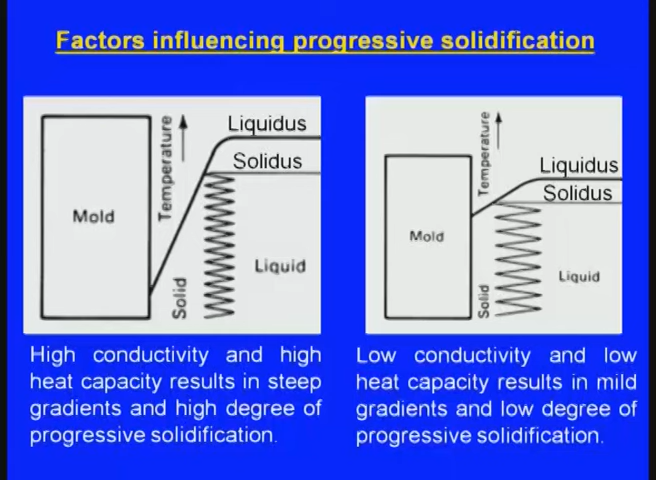 Factors influencing progressive solidification
Temperature
Liquidus
Solidus
Mold
Liquid
Solid
Temperature
Liquidus
Solidus
Mold
Liquid
Solid
High conductivity and high
heat capacity results in steep
gradients and high degree of
progressive solidification.
Low conductivity and low
heat capacity results in mild
gradients and low degree of
progressive solidification.